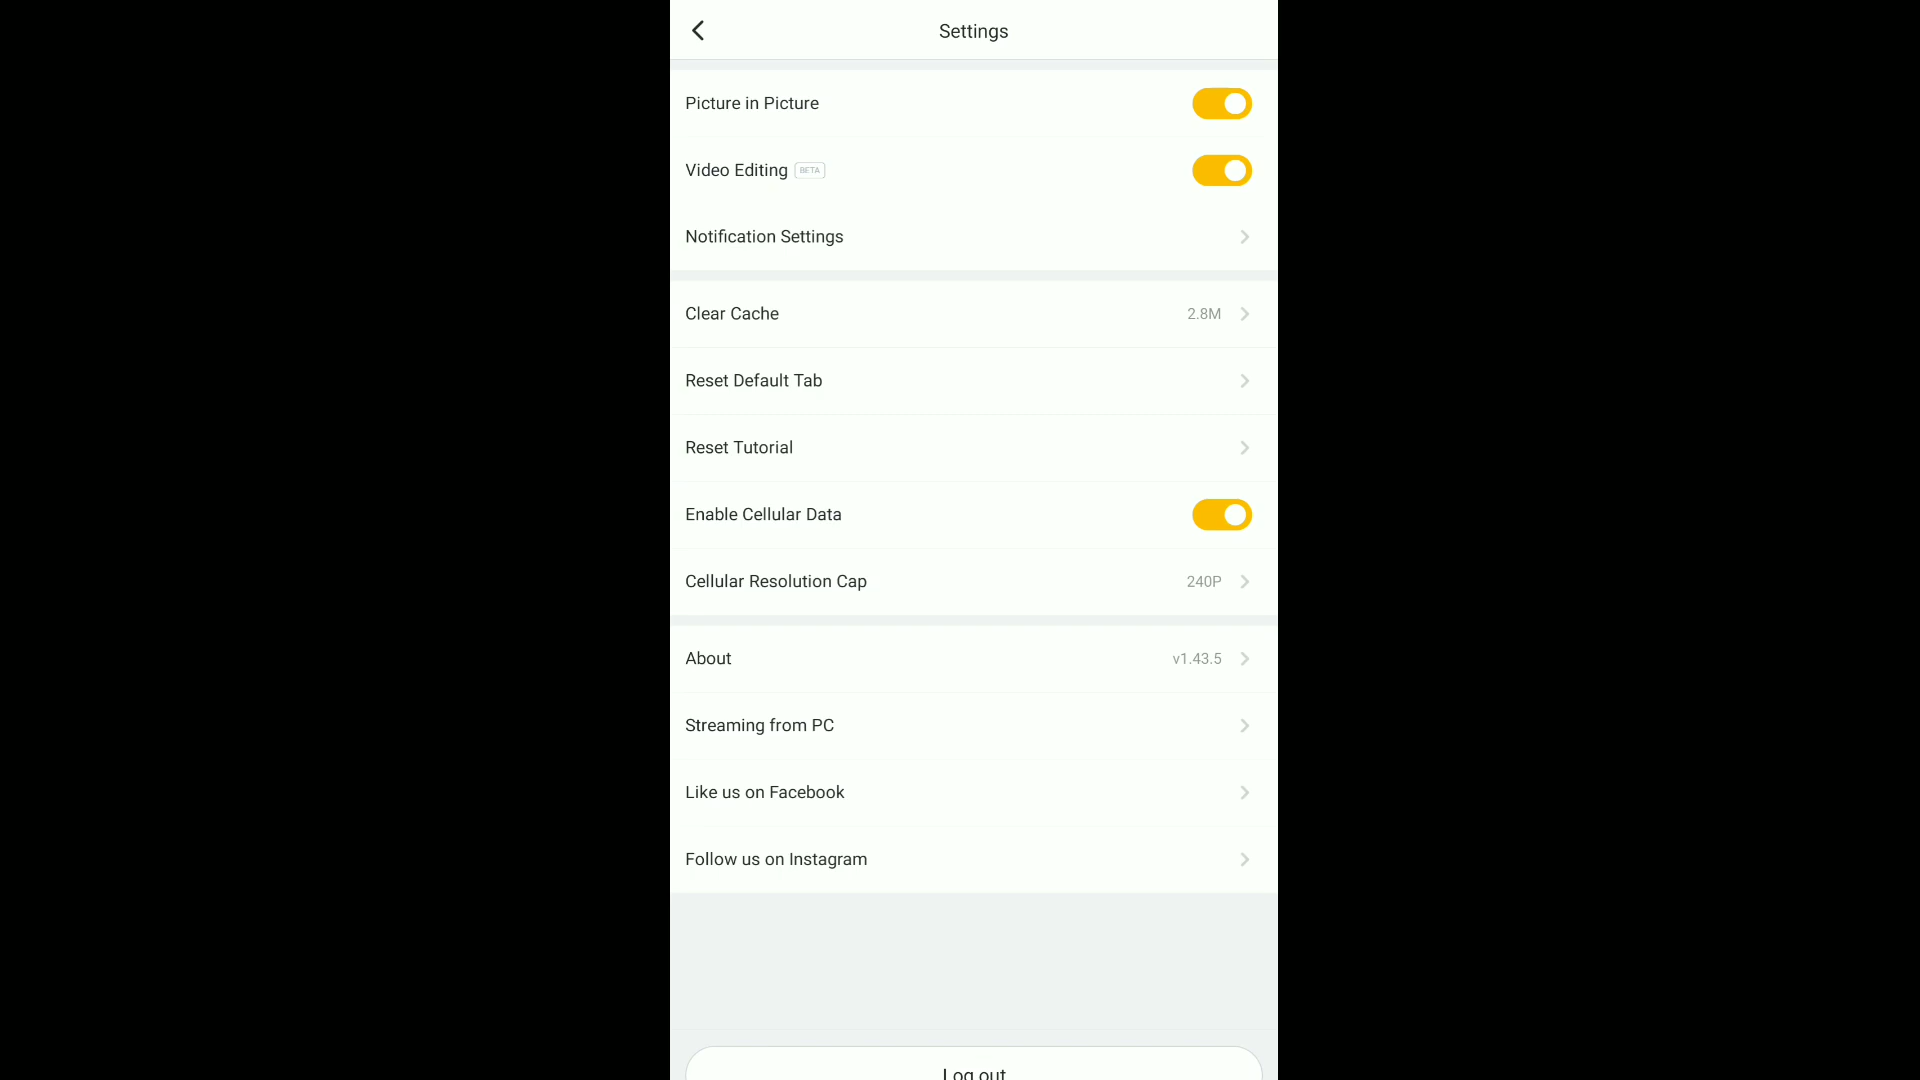 Settings
Picture in Picture
Video Editing BETA
Notification Settings
Clear Cache 2.8M
Reset Default Tab
Reset Tutorial
Enable Cellular Data
Cellular Resolution Cap 240P
About v1.43.5
Streaming from PC
Like us on Facebook
Follow us on Instagram
Log out